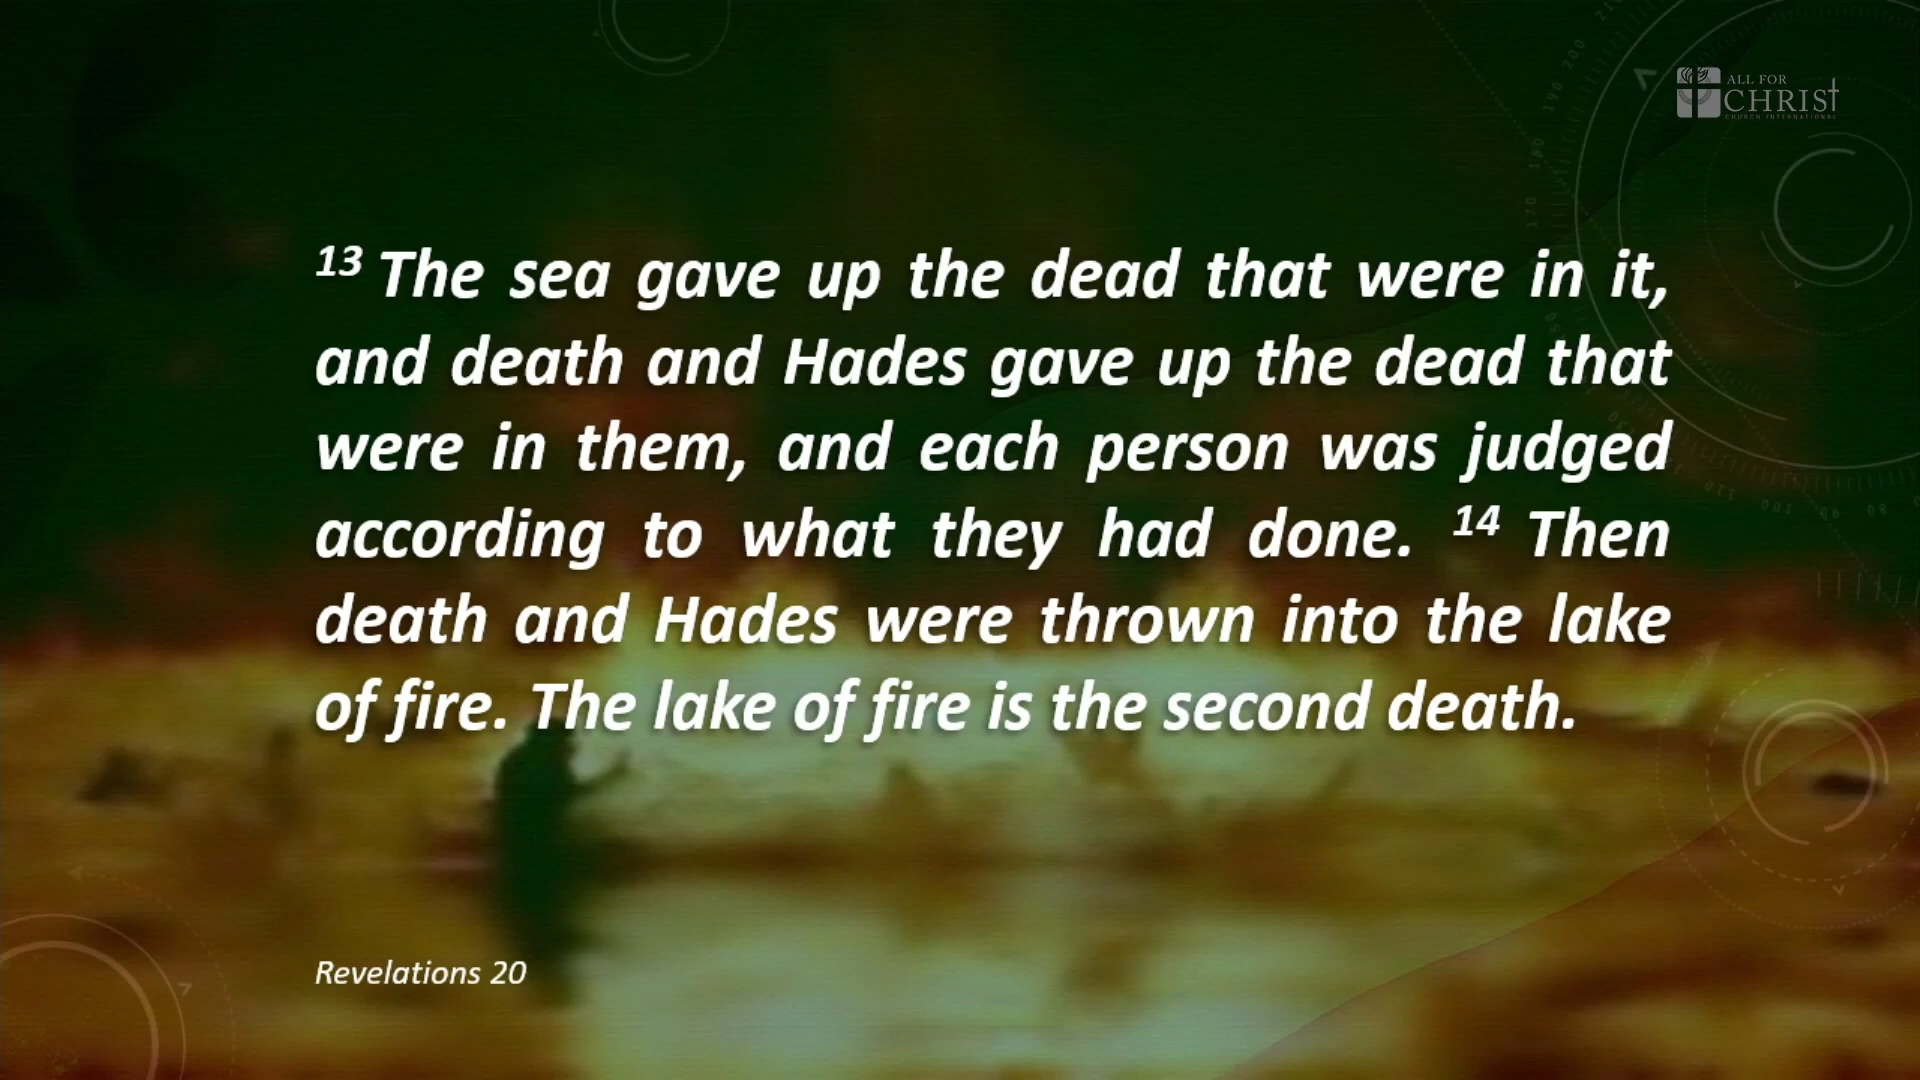 ALL FOR
CHRIST
CHURCH INTERNATIONAL
13 The sea gave up the dead that were in it,
and death and Hades gave up the dead that
were in them, and each person was judged
according to what they had done. 14 Then
death and Hades were thrown into the lake
of fire. The lake of fire is the second death.
Revelations 20